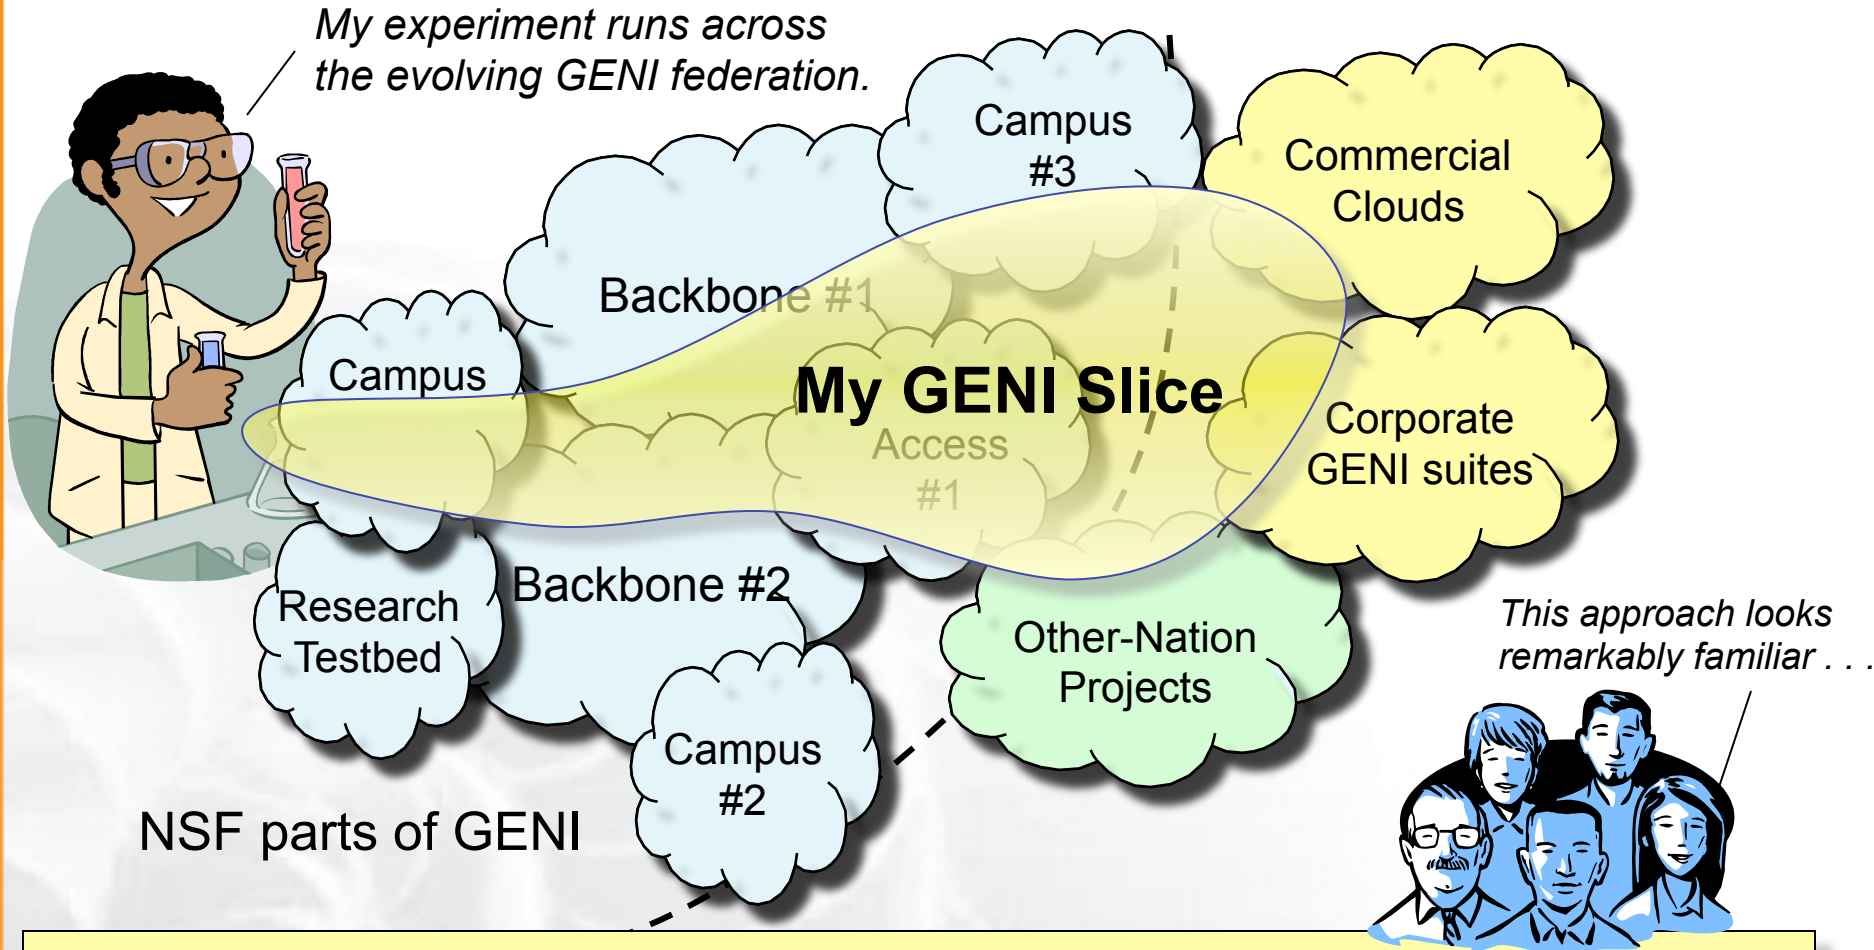 My experiment runs across
the evolving GENI federation.
Campus
#3
Commercial
Clouds
Backbone #1
Campus
My GENI Slice
Access
#1
Corporate
GENI suites
Research
Testbed
Backbone #2
Other-Nation
Projects
This approach looks
remarkably familiar . . .
Campus
#2
NSF parts of GENI